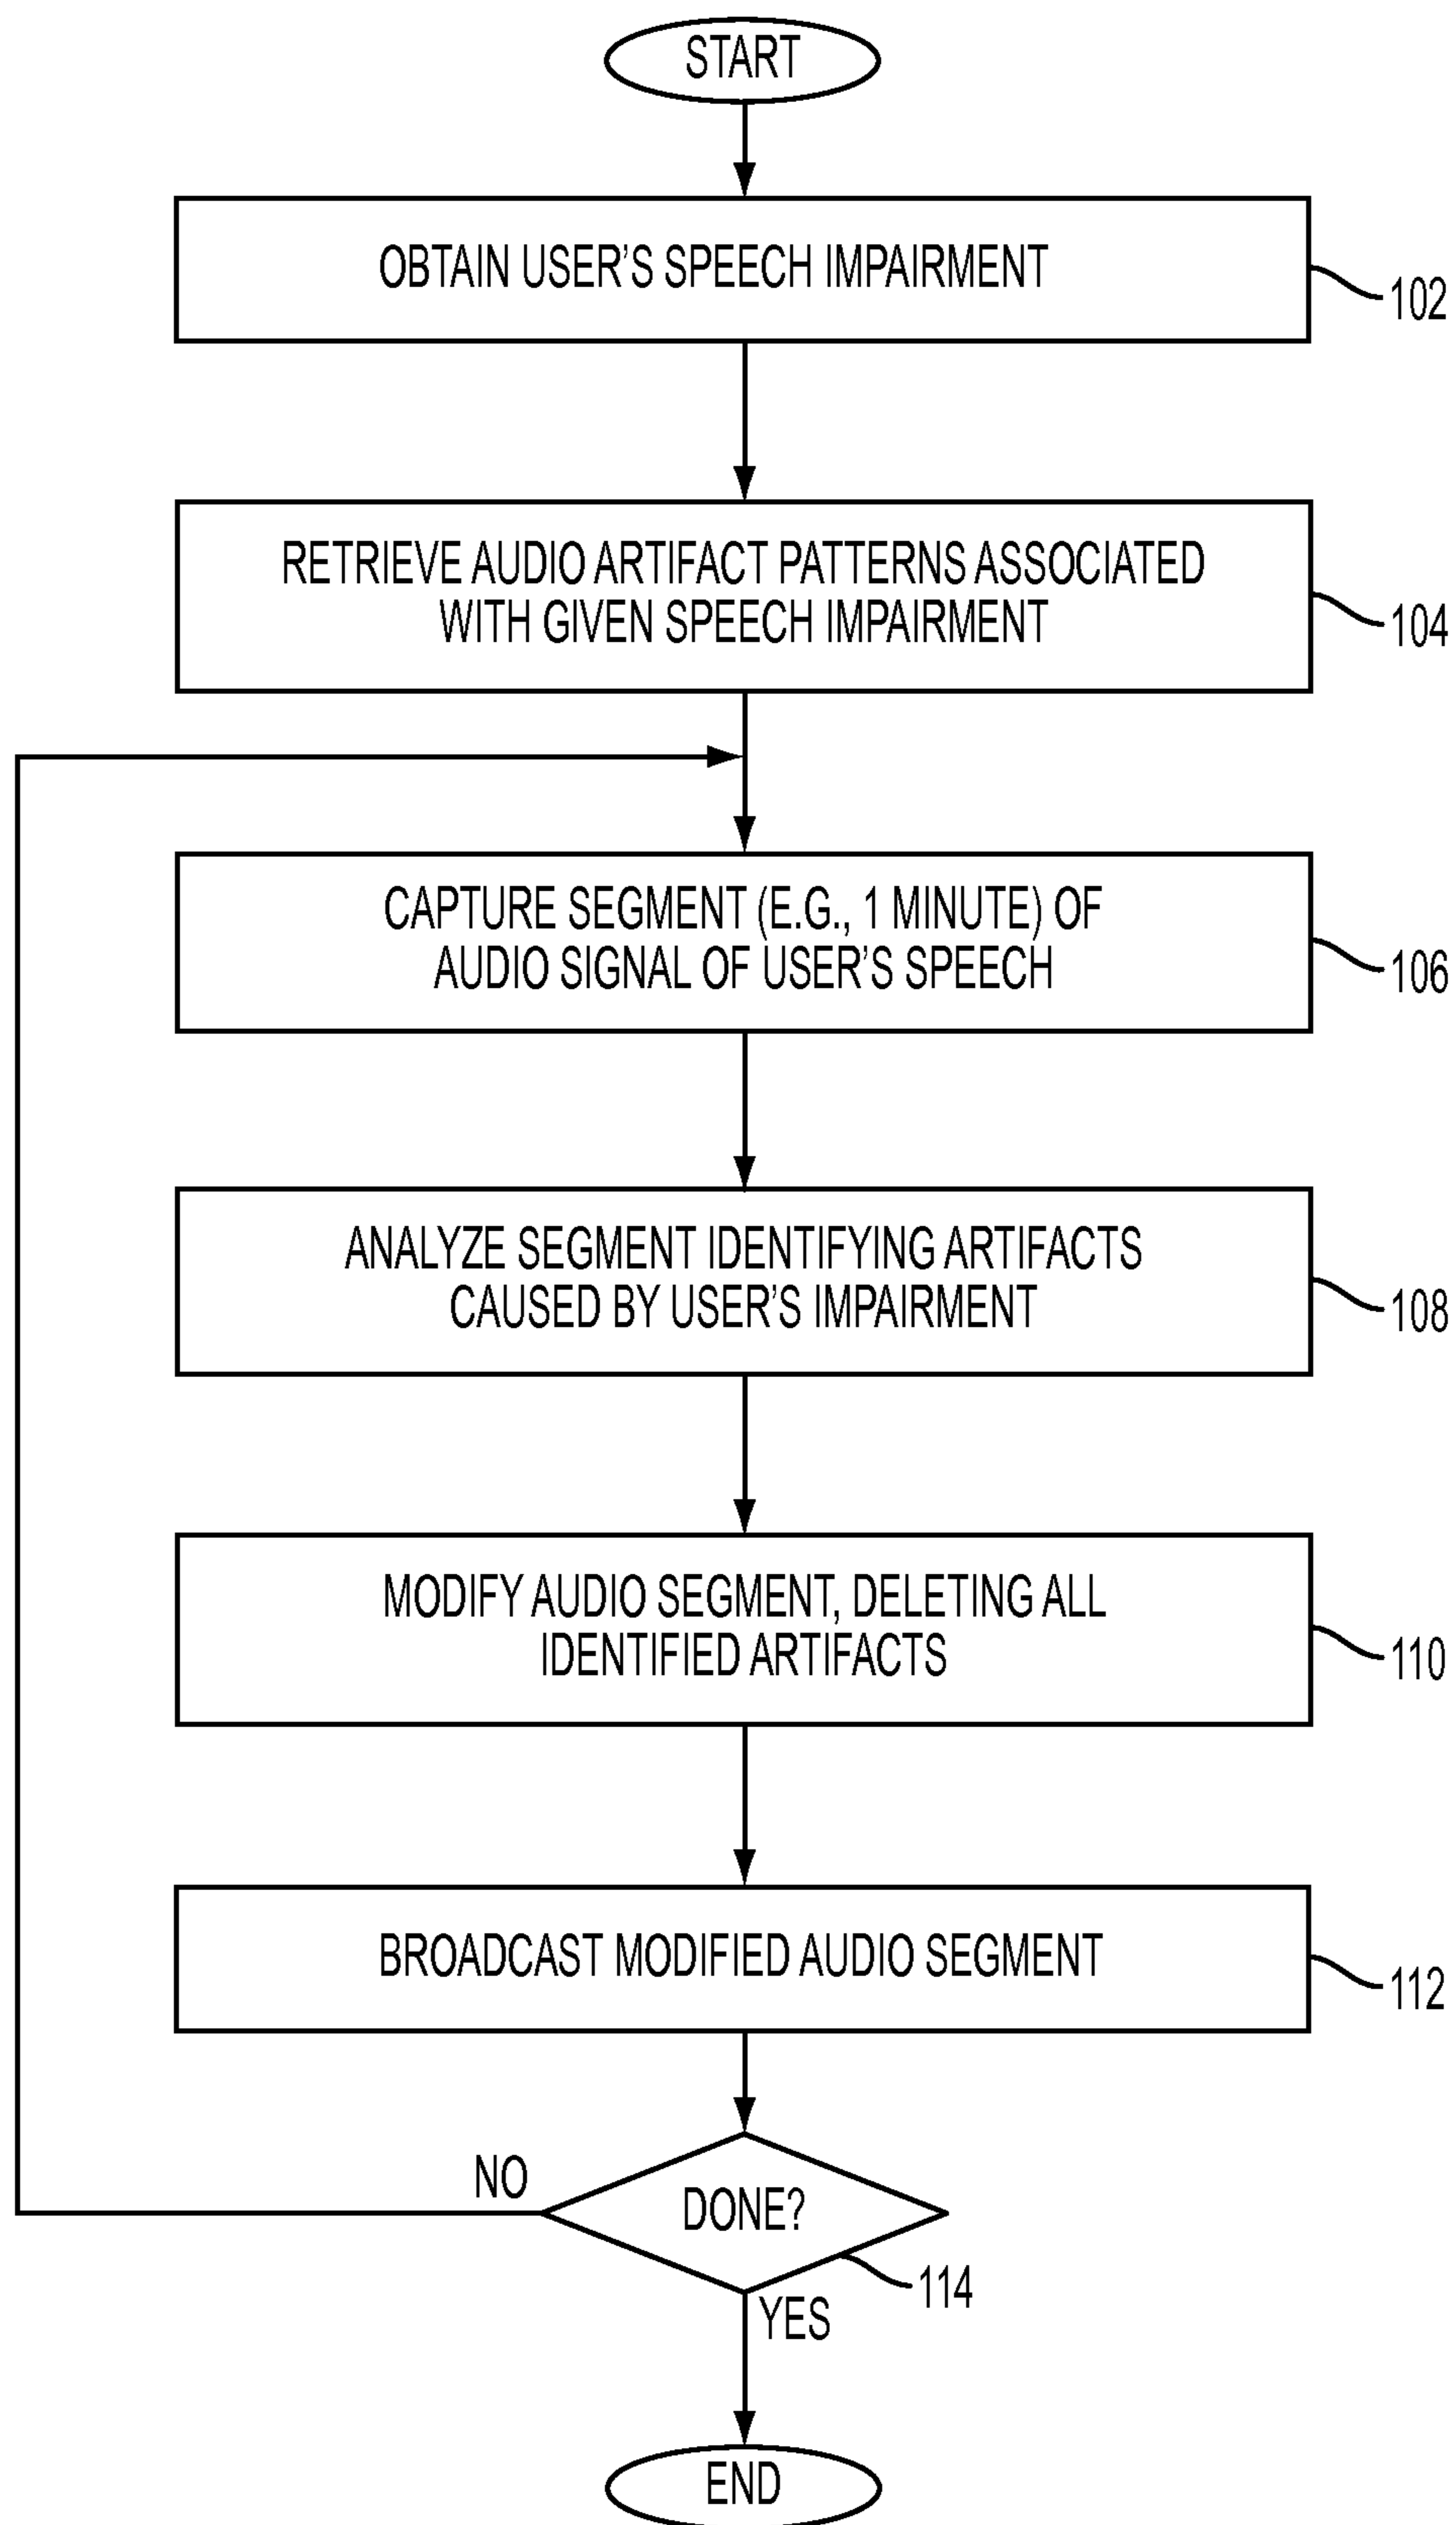 START
OBTAIN USER'S SPEECH IMPAIRMENT
102
RETRIEVE AUDIO ARTIFACT PATTERNS ASSOCIATED
WITH GIVEN SPEECH IMPAIRMENT
104
CAPTURE SEGMENT (E.G., 1 MINUTE) OF
AUDIO SIGNAL OF USER'S SPEECH
106
ANALYZE SEGMENT IDENTIFYING ARTIFACTS
CAUSED BY USER'S IMPAIRMENT
108
MODIFY AUDIO SEGMENT, DELETING ALL
IDENTIFIED ARTIFACTS
110
BROADCAST MODIFIED AUDIO SEGMENT
112
NO
DONE?
114
YES
END